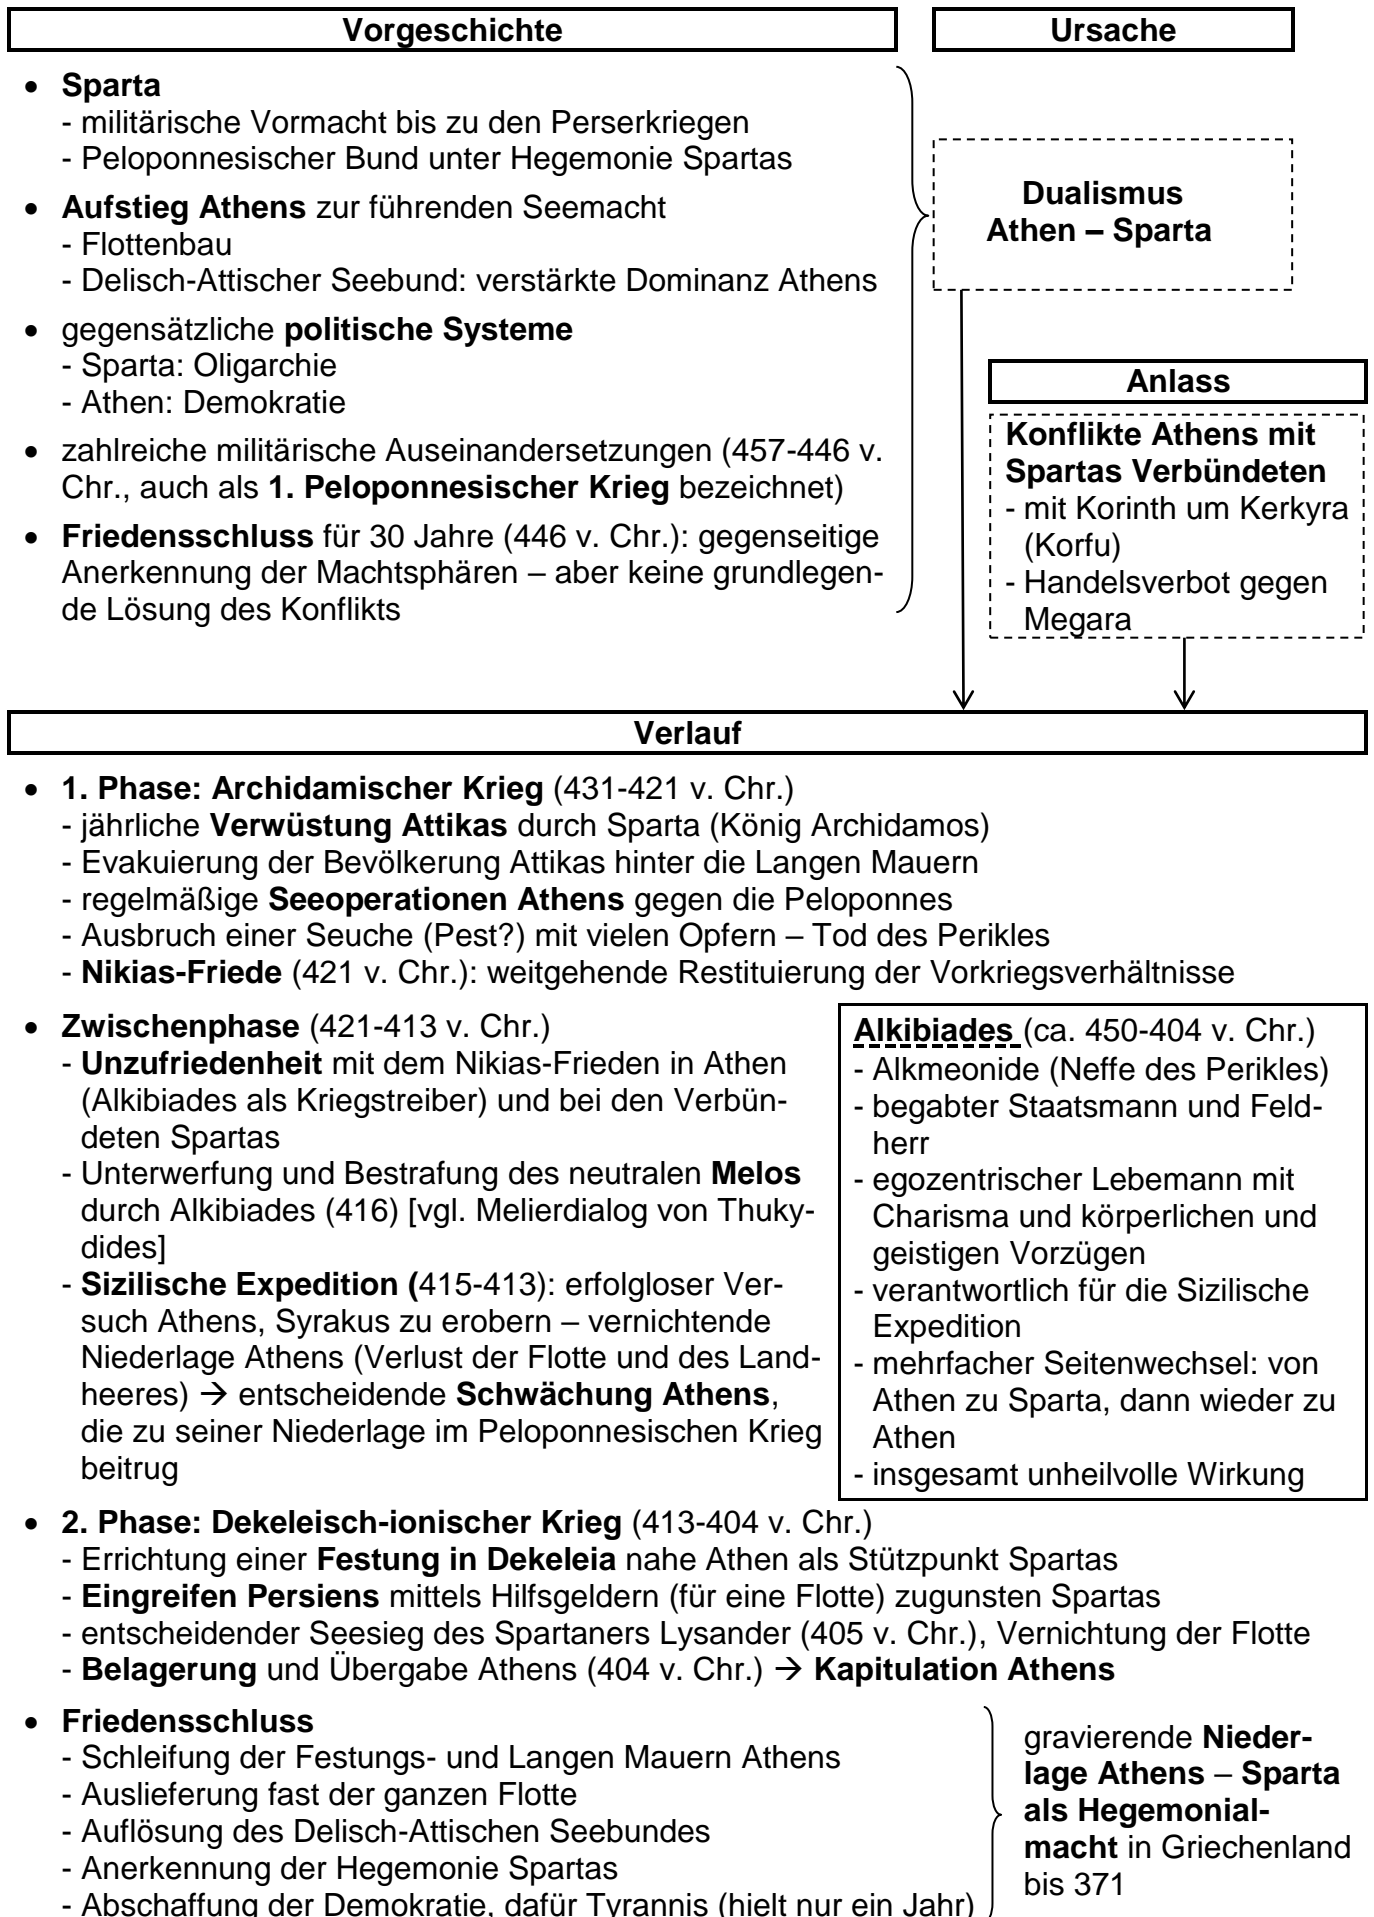 Vorgeschichte
• Sparta
- militärische Vormacht bis zu den Perserkriegen
- Peloponnesischer Bund unter Hegemonie Spartas
• Aufstieg Athens zur führenden Seemacht
- Flottenbau
- Delisch-Attischer Seebund: verstärkte Dominanz Athens
• gegensätzliche politische Systeme
- Sparta: Oligarchie
- Athen: Demokratie
• zahlreiche militärische Auseinandersetzungen (457-446 v.
Chr., auch als 1. Peloponnesischer Krieg bezeichnet)
• Friedensschluss für 30 Jahre (446 v. Chr.): gegenseitige
Anerkennung der Machtsphären – aber keine grundlegen-
de Lösung des Konflikts
Ursache
Dualismus
Athen – Sparta
Anlass
Konflikte Athens mit
Spartas Verbündeten
- mit Korinth um Kerkyra
(Korfu)
- Handelsverbot gegen
Megara
Verlauf
• 1. Phase: Archidamischer Krieg (431-421 v. Chr.)
- jährliche Verwüstung Attikas durch Sparta (König Archidamos)
- Evakuierung der Bevölkerung Attikas hinter die Langen Mauern
- regelmäßige Seeoperationen Athens gegen die Peloponnes
- Ausbruch einer Seuche (Pest?) mit vielen Opfern – Tod des Perikles
- Nikias-Friede (421 v. Chr.): weitgehende Restituierung der Vorkriegsverhältnisse
• Zwischenphase (421-413 v. Chr.)
- Unzufriedenheit mit dem Nikias-Frieden in Athen
(Alkibiades als Kriegstreiber) und bei den Verbün-
deten Spartas
- Unterwerfung und Bestrafung des neutralen Melos
durch Alkibiades (416) [vgl. Melierdialog von Thuky-
dides]
- Sizilische Expedition (415-413): erfolgloser Ver-
such Athens, Syrakus zu erobern – vernichtende
Niederlage Athens (Verlust der Flotte und des Land-
heeres) → entscheidende Schwächung Athens,
die zu seiner Niederlage im Peloponnesischen Krieg
beitrug
Alkibiades (ca. 450-404 v. Chr.)
- Alkmeonide (Neffe des Perikles)
- begabter Staatsmann und Feld-
herr
- egozentrischer Lebemann mit
Charisma und körperlichen und
geistigen Vorzügen
- verantwortlich für die Sizilische
Expedition
- mehrfacher Seitenwechsel: von
Athen zu Sparta, dann wieder zu
Athen
- insgesamt unheilvolle Wirkung
• 2. Phase: Dekeleisch-ionischer Krieg (413-404 v. Chr.)
- Errichtung einer Festung in Dekeleia nahe Athen als Stützpunkt Spartas
- Eingreifen Persiens mittels Hilfsgeldern (für eine Flotte) zugunsten Spartas
- entscheidender Seesieg des Spartaners Lysander (405 v. Chr.), Vernichtung der Flotte
- Belagerung und Übergabe Athens (404 v. Chr.) → Kapitulation Athens
• Friedensschluss
- Schleifung der Festungs- und Langen Mauern Athens
- Auslieferung fast der ganzen Flotte
- Auflösung des Delisch-Attischen Seebundes
- Anerkennung der Hegemonie Spartas
- Abschaffung der Demokratie, dafür Tyrannis (hielt nur ein Jahr)
gravierende Nieder-
lage Athens – Sparta
als Hegemonial-
macht in Griechenland
bis 371